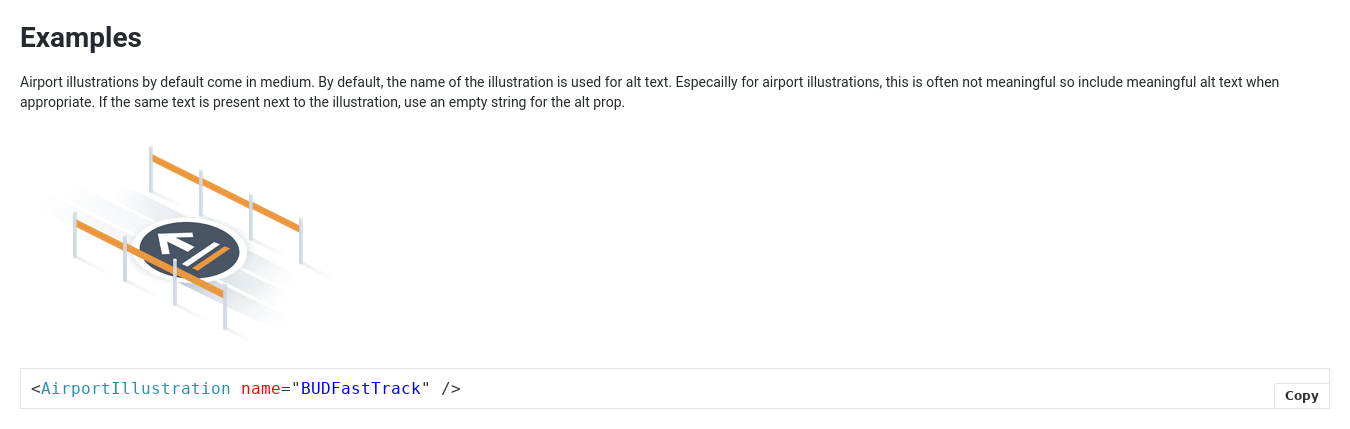 Examples
Airport illustrations by default come in medium. By default, the name of the illustration is used for alt text. Especailly for airport illustrations, this is often not meaningful so include meaningful alt text when
appropriate. If the same text is present next to the illustration, use an empty string for the alt prop.
<AirportIllustration name="BUDFastTrack" />
Copy